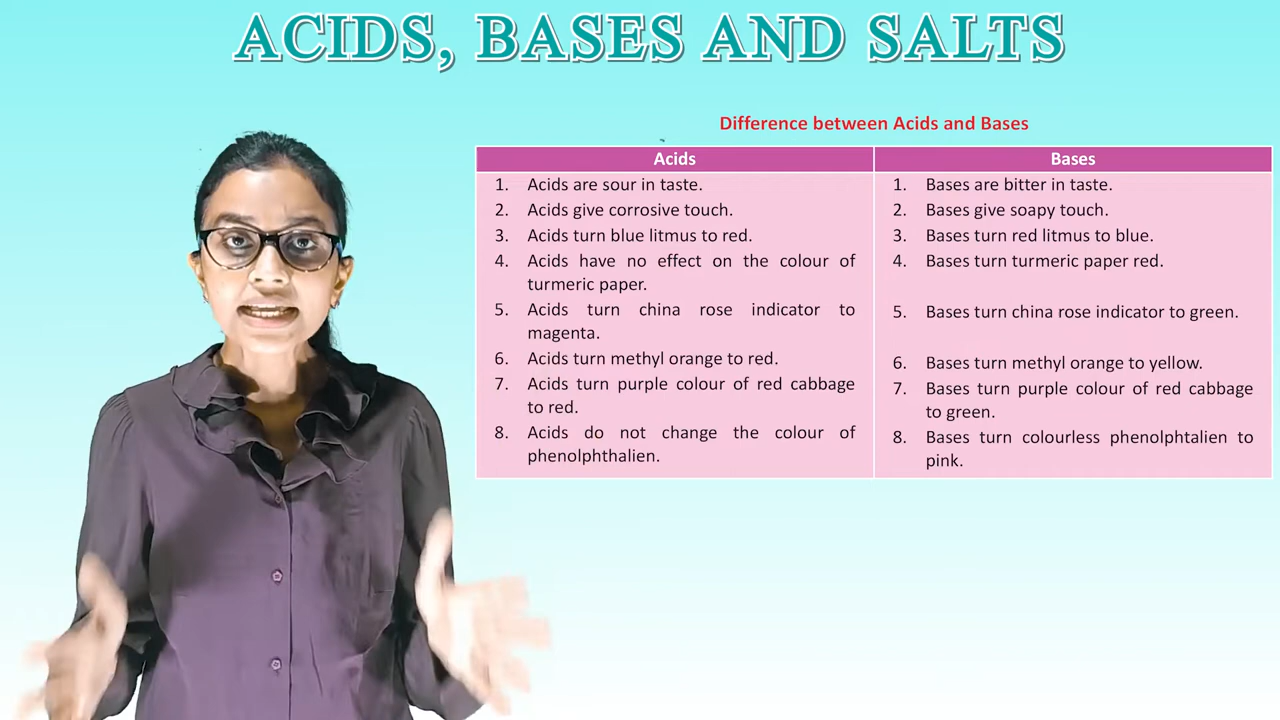 ACIDS, BASES AND SALTS
Difference between Acids and Bases
Acids
1. Acids are sour in taste.
2. Acids give corrosive touch.
3. Acids turn blue litmus to red.
4. Acids have no effect on the colour of
turmeric paper.
5. Acids turn china rose indicator to
magenta.
6. Acids turn methyl orange to red.
7. Acids turn purple colour of red cabbage
to red.
8. Acids do not change the colour of
phenolphthalien.
Bases
1. Bases are bitter in taste.
2. Bases give soapy touch.
3. Bases turn red litmus to blue.
4. Bases turn turmeric paper red.
5. Bases turn china rose indicator to green.
6. Bases turn methyl orange to yellow.
7. Bases turn purple colour of red cabbage
to green.
8. Bases turn colourless phenolphtalien to
pink.